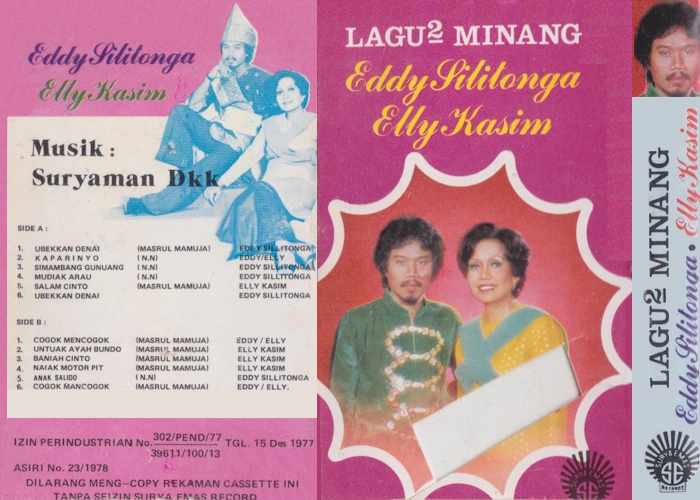 Eddy Silitonga
Elly Kasim
Musik :
Suryaman Dkk
SIDE A :
1. UBEKKAN DENAI (MASRUL MAMUJA) EDDY SILLITONGA
2. KAPARINYO (N.N) EDDY/ELLY
3. SIMAMBANG GUNUANG (N.N) EDDY SILLITONGA
4. MUDIAK ARAU (N.N) EDDY SILLITONGA
5. SALAM CINTO (MASRUL MAMUJA) ELLY KASIM
6. UBEKKAN DENAI EDDY SILLITONGA
SIDE B :
1. COGOK MENCOGOK (MASRUL MAMUJA) EDDY / ELLY
2. UNTUAK AYAH BUNDO (MASRUL MAMUJA) ELLY KASIM
3. BANIAH CINTO (MASRUL MAMUJA) ELLY KASIM
4. NAIAK MOTOR PIT (MASRUL MAMUJA) ELLY KASIM
5. ANAK SALIDO (N.N) EDDY SILLITONGA
6. COGOK MANCOGOK (MASRUL MAMUJA) EDDY / ELLY.
IZIN PERINDUSTRIAN No. 302/PEND/77 TGL. 15 Des 1977
3961.1/100/13
ASIRI No. 23/1978
DILARANG MENG-COPY REKAMAN CASSETTE INI
TANPA SEIZIN SURYA EMAS RECORD
LAGU2 MINANG
Eddy Silitonga
Elly Kasim
LAGU2 MINANG
Eddy Silitonga • Elly Kasim